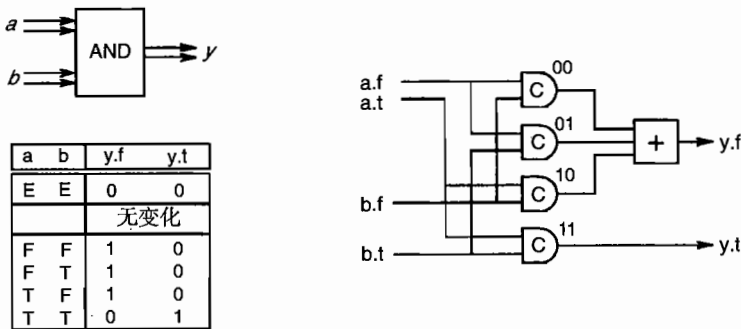 a
b
AND
y
a b y.f y.t
E E 0 0
无变化
F F 1 0
F T 1 0
T F 1 0
T T 0 1
a.f
a.t
b.f
b.t
C 00
C 01
C 10
C 11
+
y.f
y.t